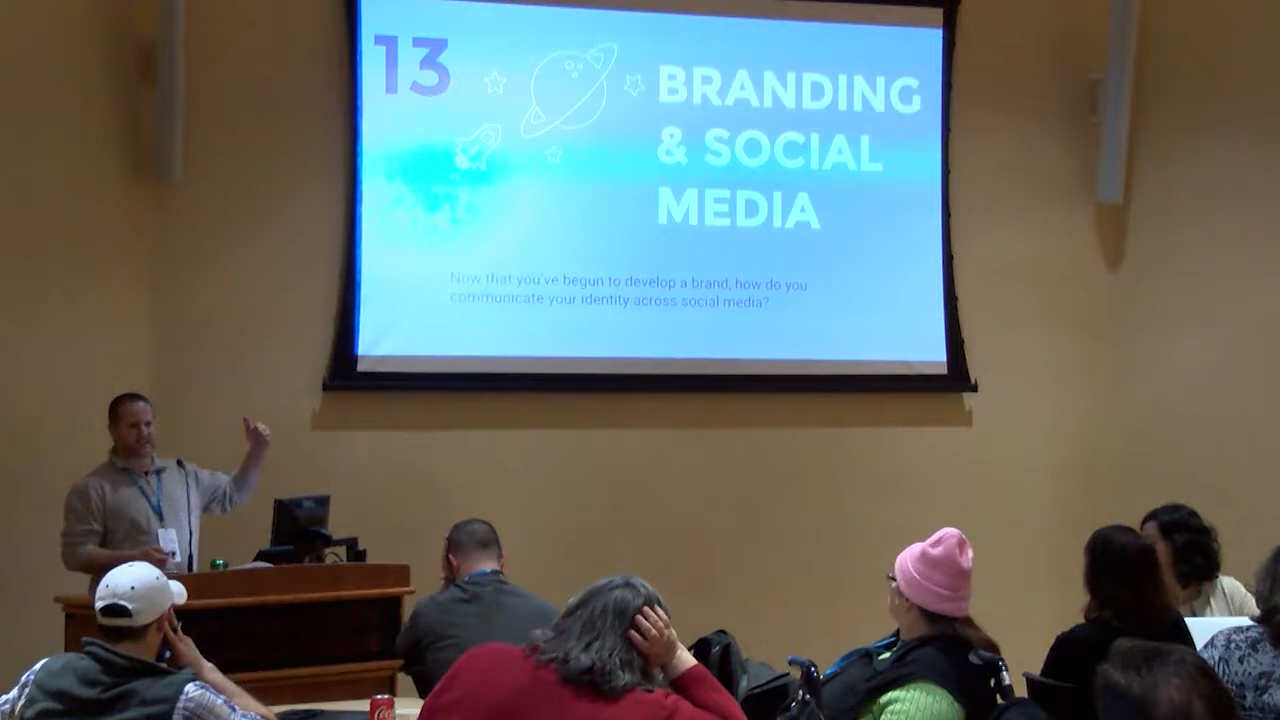 13
BRANDING
& SOCIAL
MEDIA
Now that you've begun to develop a brand, how do you
communicate your identity across social media?